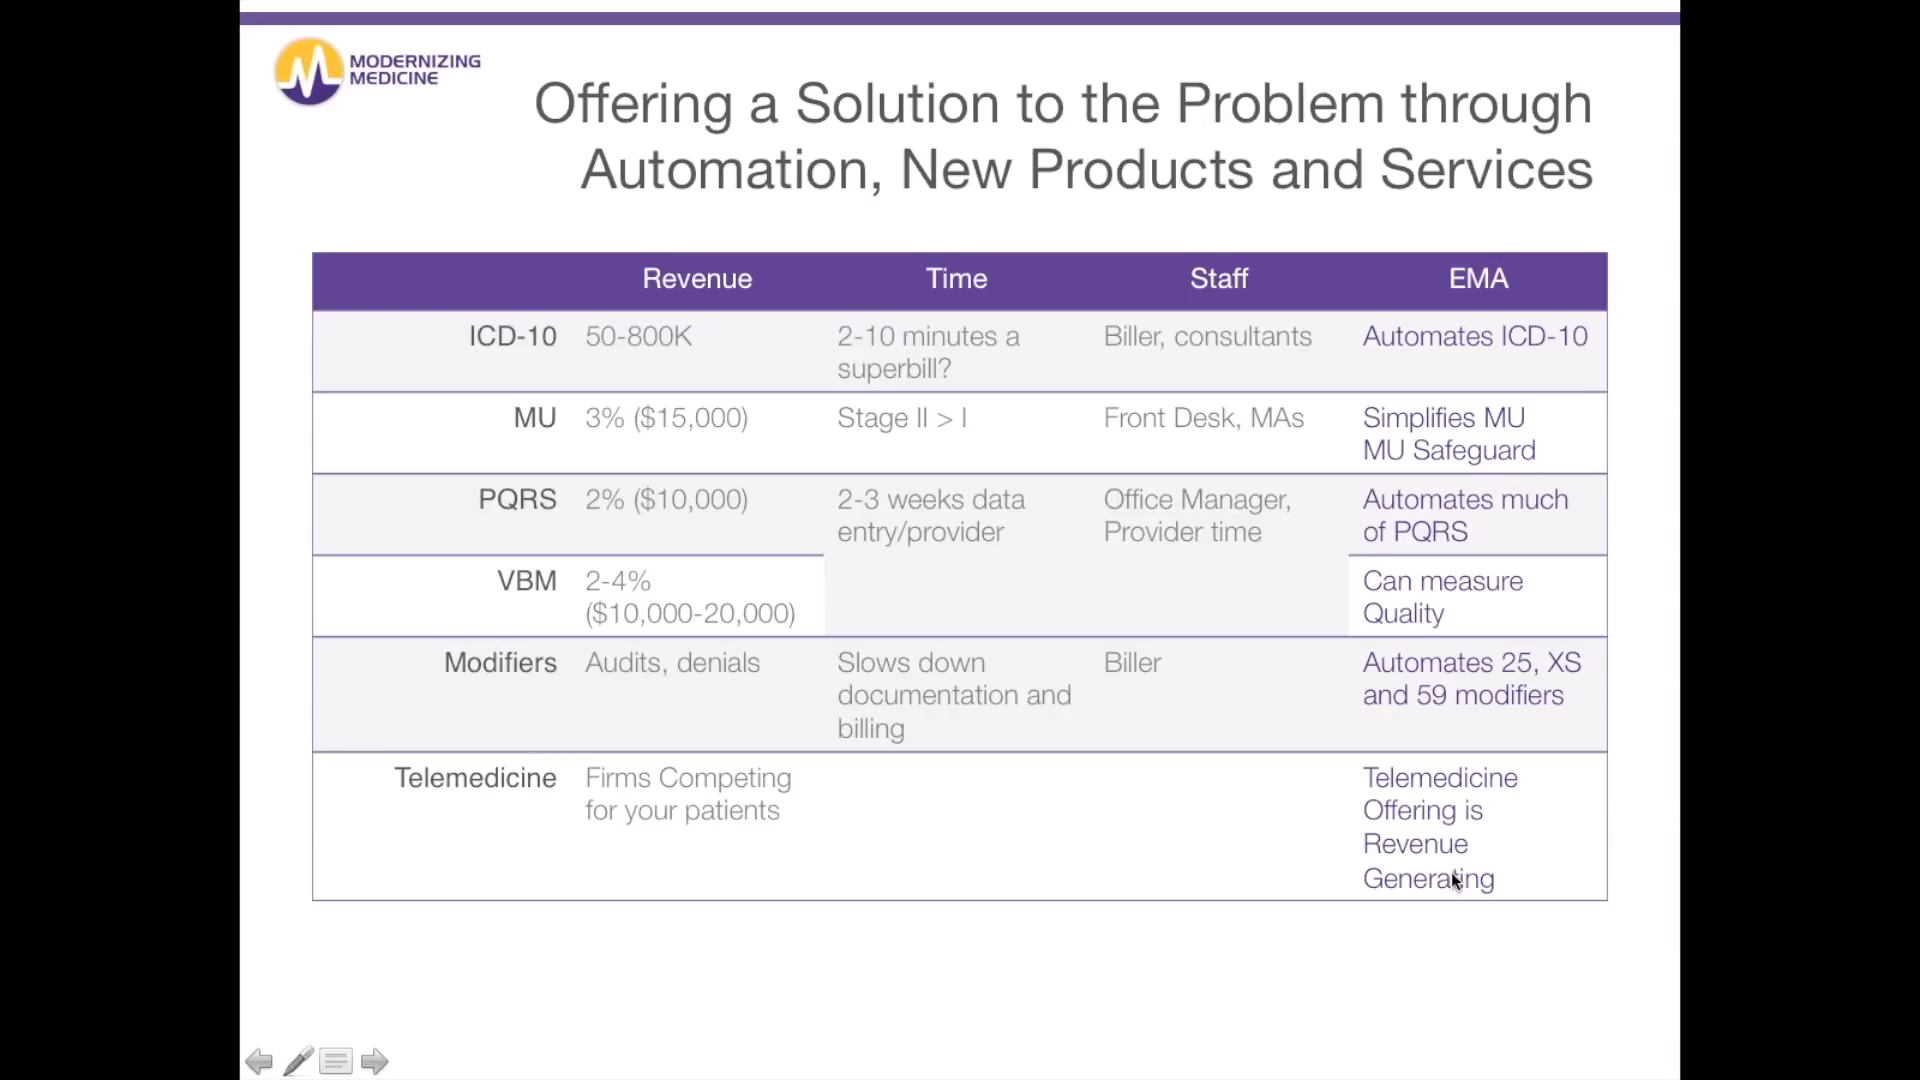 MODERNIZING
MEDICINE
Offering a Solution to the Problem through
Automation, New Products and Services
Revenue Time Staff EMA
ICD-10 50-800K 2-10 minutes a Biller, consultants Automates ICD-10
superbill?
MU 3% ($15,000) Stage II > I Front Desk, MAs Simplifies MU
MU Safeguard
PQRS 2% ($10,000) 2-3 weeks data Office Manager, Automates much
entry/provider Provider time of PQRS
VBM 2-4% Can measure
($10,000-20,000) Quality
Modifiers Audits, denials Slows down Biller Automates 25, XS
documentation and and 59 modifiers
billing
Telemedicine Firms Competing Telemedicine
for your patients Offering is
Revenue
Generating